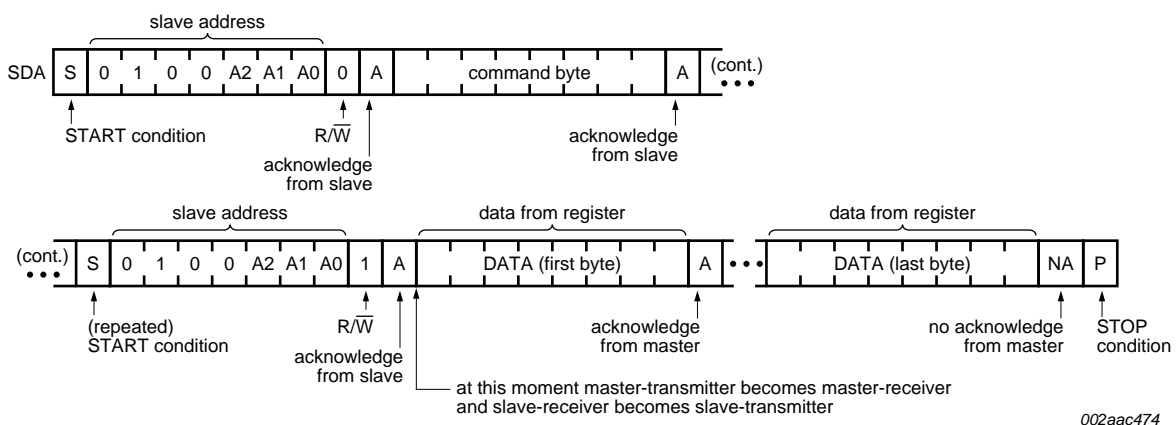 slave address
SDA S 0 1 0 0 A2 A1 A0 0 A command byte A (cont.)
START condition R/W̅ acknowledge from slave acknowledge from slave
slave address data from register data from register
(cont.) S 0 1 0 0 A2 A1 A0 1 A DATA (first byte) A DATA (last byte) NA P
(repeated) START condition R/W̅ acknowledge from slave acknowledge from master no acknowledge from master STOP condition
at this moment master-transmitter becomes master-receiver
and slave-receiver becomes slave-transmitter
002aac474